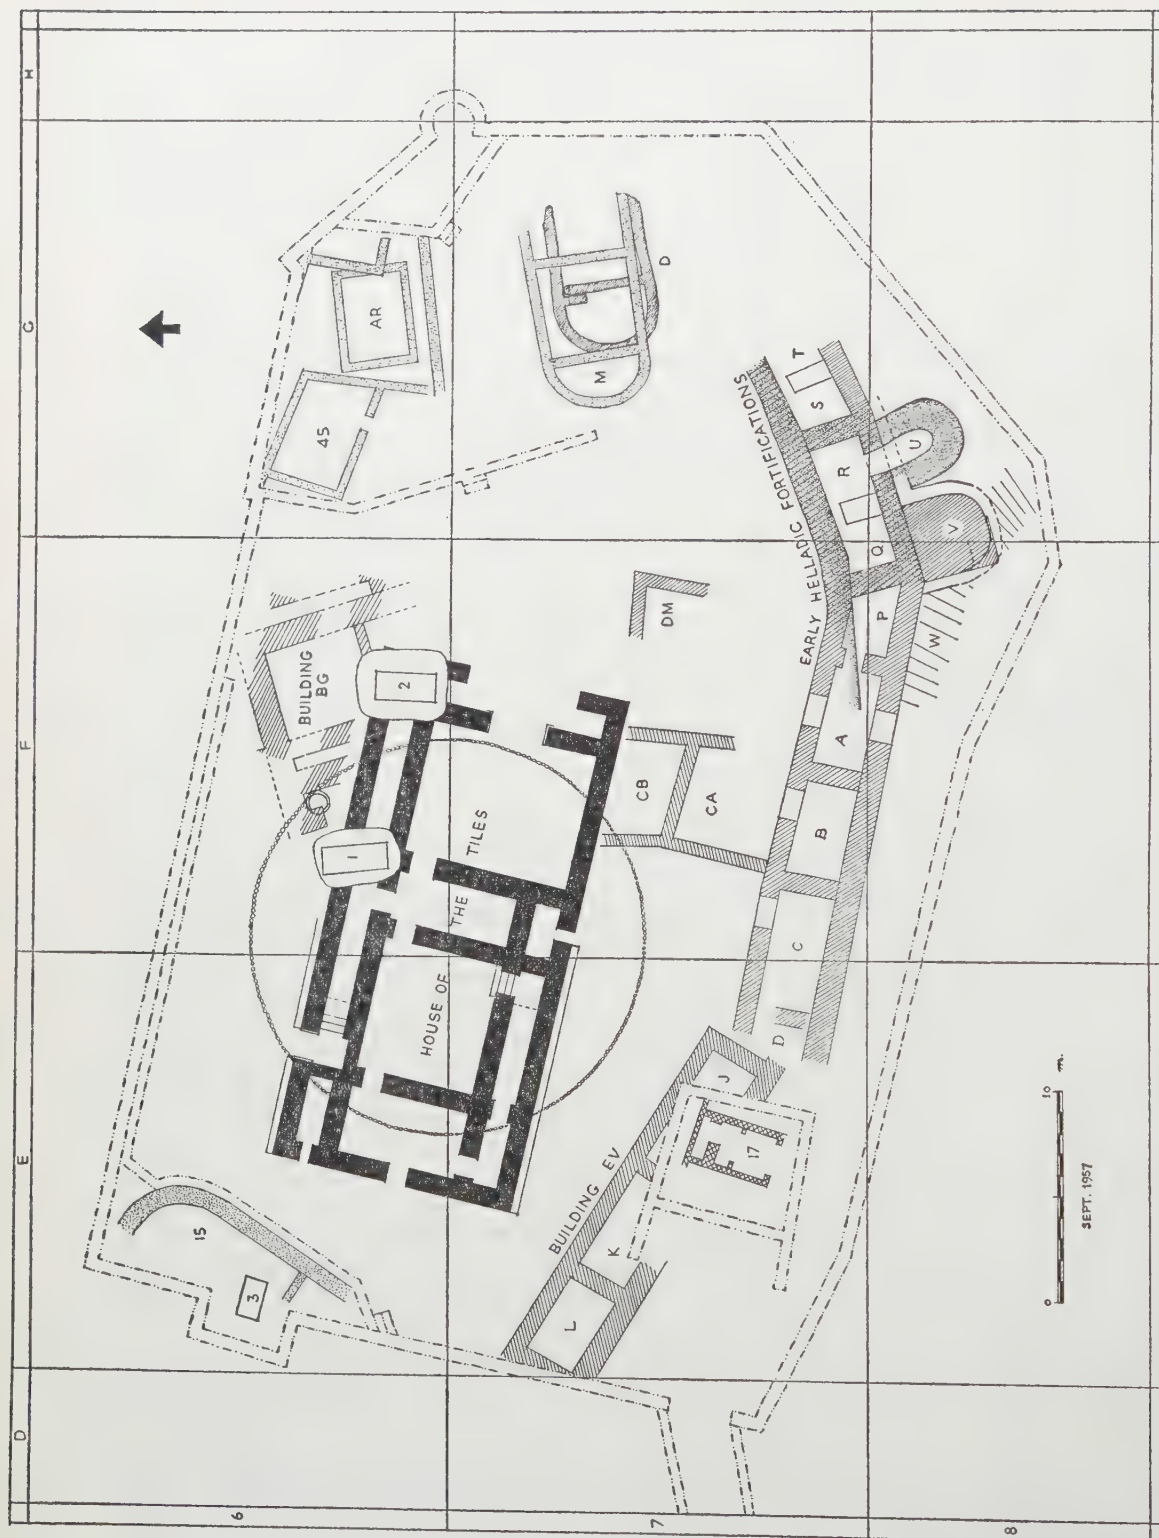 D E F G H
6
15
3
BUILDING
BG
45
AR
1
2
HOUSE OF THE TILES
M
D
7
BUILDING EV
L
K
J
17
CB
CA
DM
EARLY HELLADIC FORTIFICATIONS
D
C
B
A
P
Q
R
S
T
U
V
W
8
0 10 m.
SEPT. 1957